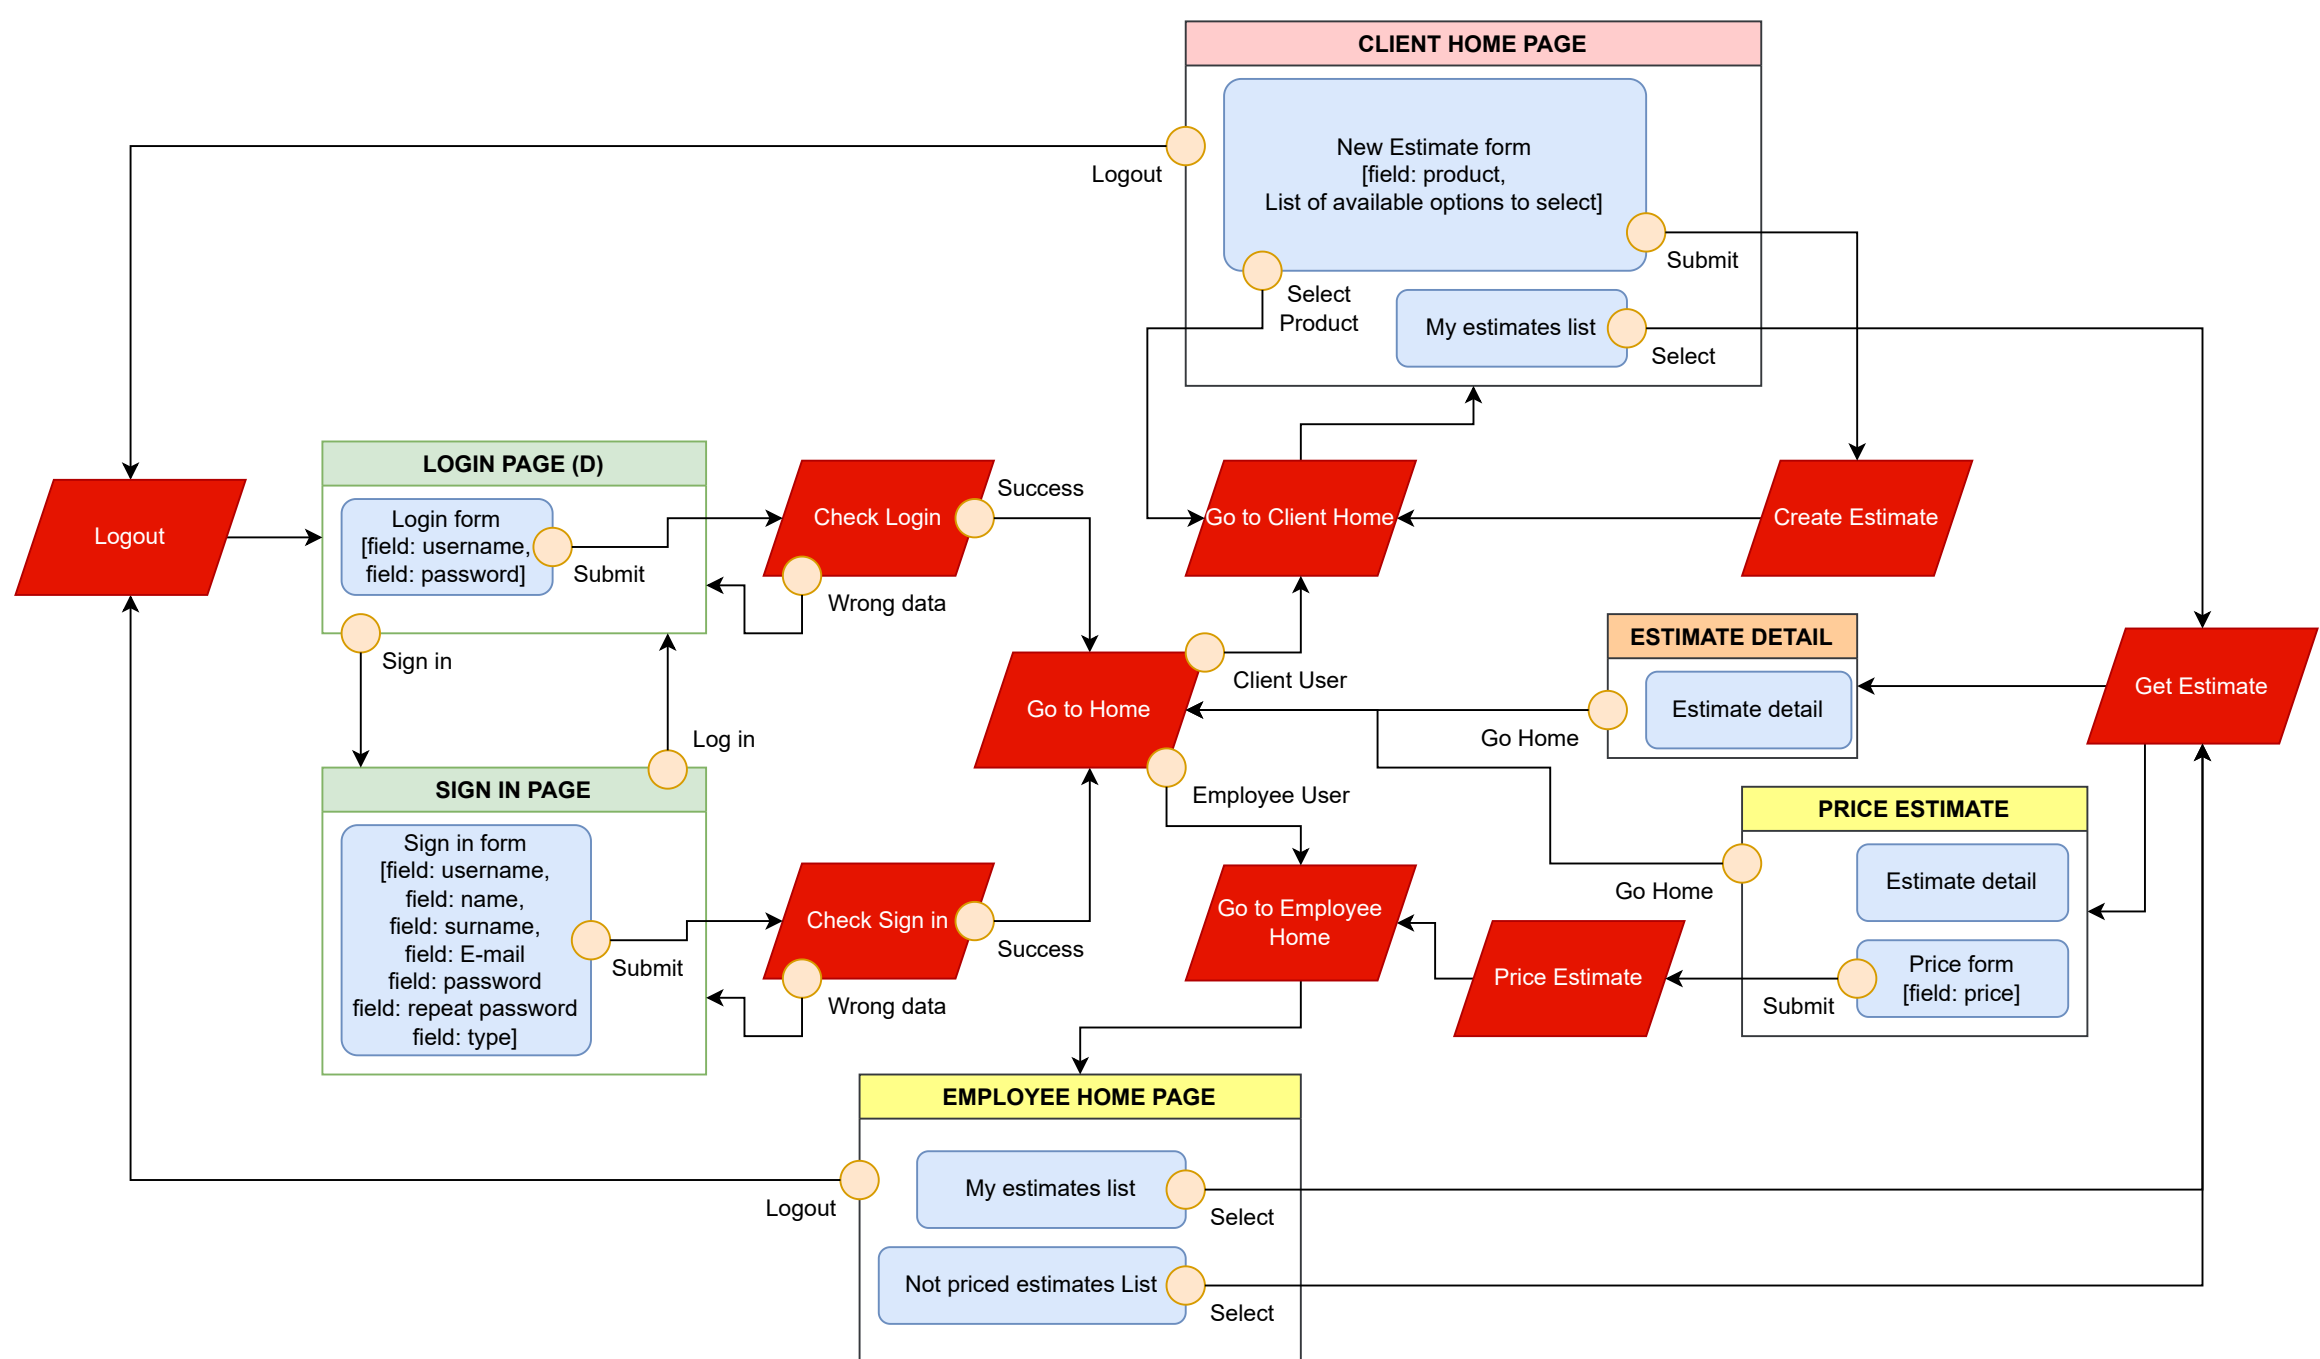 CLIENT HOME PAGE
New Estimate form
[field: product,
List of available options to select]
Logout
Submit
Select
Product
My estimates list
Select
LOGIN PAGE (D)
Login form
[field: username,
field: password]
Submit
Sign in
Logout
Check Login
Success
Wrong data
Go to Client Home
Create Estimate
ESTIMATE DETAIL
Estimate detail
Go Home
Get Estimate
Client User
Go to Home
Employee User
Log in
SIGN IN PAGE
Sign in form
[field: username,
field: name,
field: surname,
field: E-mail
field: password
field: repeat password
field: type]
Submit
Check Sign in
Success
Wrong data
Go to Employee
Home
Price Estimate
PRICE ESTIMATE
Estimate detail
Go Home
Price form
[field: price]
Submit
EMPLOYEE HOME PAGE
My estimates list
Select
Logout
Not priced estimates List
Select